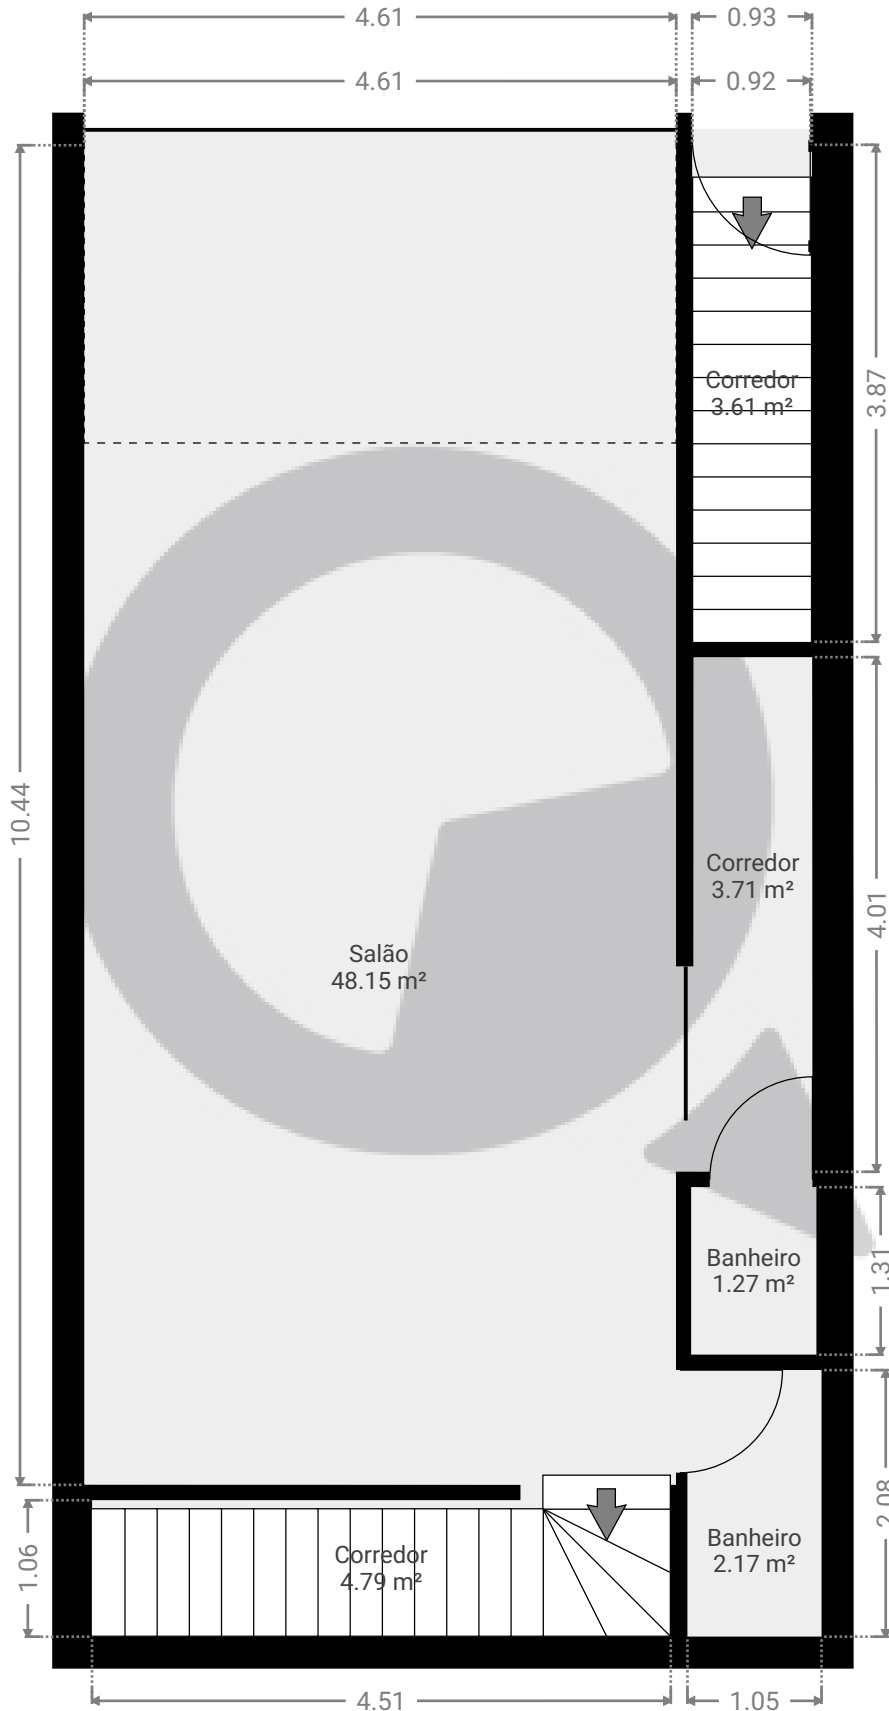 4.61
0.93
4.61
0.92
Corredor
3.61 m²
3.87
10.44
Corredor
3.71 m²
4.01
Salão
48.15 m²
Banheiro
1.27 m²
1.31
Corredor
4.79 m²
1.06
Banheiro
2.17 m²
2.08
4.51
1.05